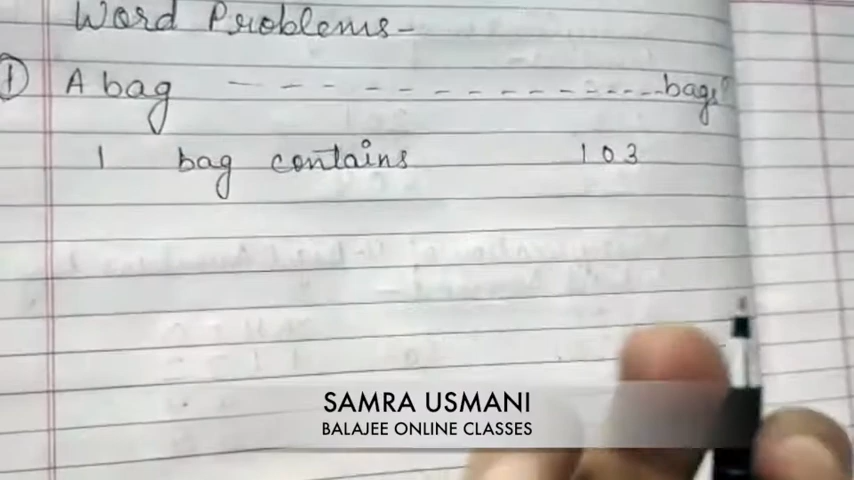 Word Problems-
① A bag - - - - - - - - - - - - - - - bags?
1 bag contains 103
SAMRA USMANI
BALAJEE ONLINE CLASSES